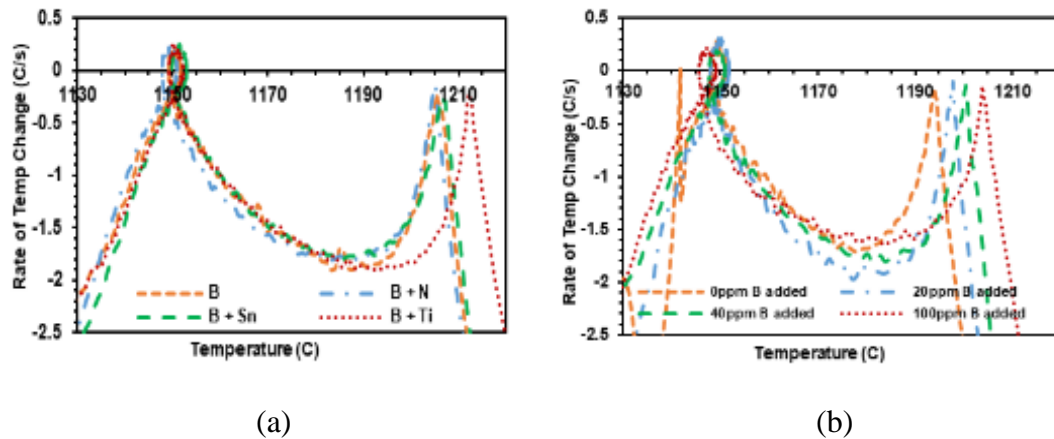 0.5
0
1130 1150 1170 1190 1210
-0.5
-1
-1.5
-2
-2.5
Rate of Temp Change (C/s)
B
B + N
B + Sn
B + Ti
Temperature (C)
(a)
0.5
0
1130 1150 1170 1190 1210
-0.5
-1
-1.5
-2
-2.5
Rate of Temp Change (C/s)
0ppm B added
20ppm B added
40ppm B added
100ppm B added
Temperature (C)
(b)